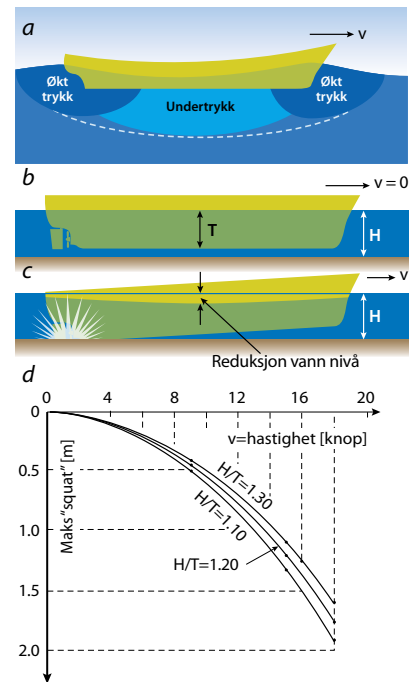 a
v
Økt
trykk
Undertrykk
Økt
trykk
b
v = 0
T
H
c
v
H
Reduksjon vann nivå
d
0 4 8 12 16 20
0
v=hastighet [knop]
Maks "squat" [m]
0.5
1.0
1.5
2.0
H/T=1.30
H/T=1.10
H/T=1.20